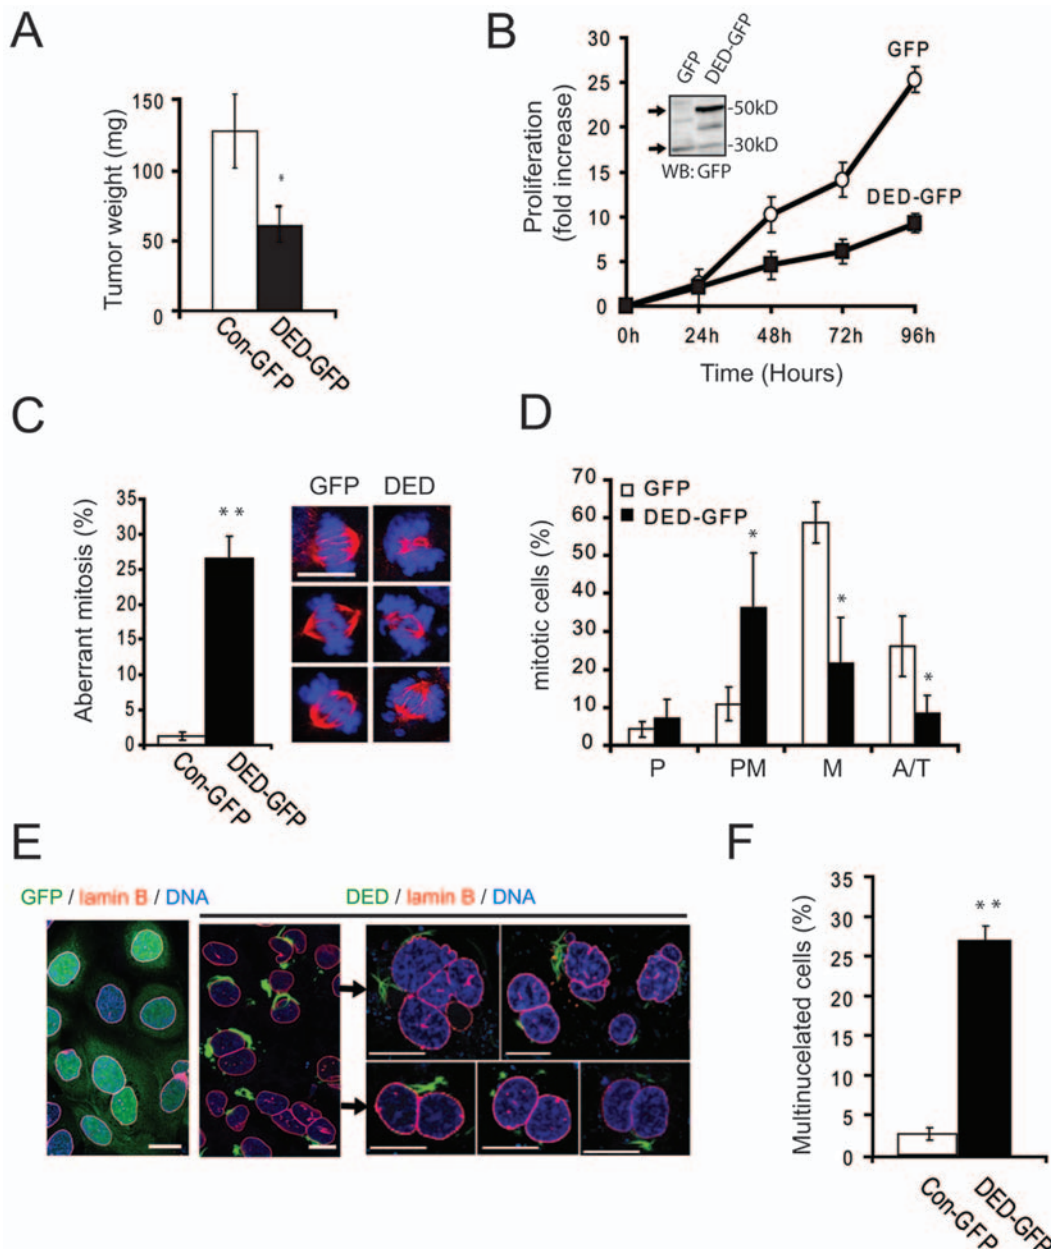 A
Tumor weight (mg)
150
100
50
0
*
Con-GFP
DED-GFP
B
Proliferation
(fold increase)
30
25
20
15
10
5
0
0h
24h
48h
72h
96h
Time (Hours)
GFP
DED-GFP
GFP
DED-GFP
-50kD
-30kD
WB: GFP
C
Aberrant mitosis (%)
35
30
25
20
15
10
5
0
* *
Con-GFP
DED-GFP
GFP
DED
D
mitotic cells (%)
70
60
50
40
30
20
10
0
GFP
DED-GFP
*
*
*
P
PM
M
A/T
E
GFP / lamin B / DNA
DED / lamin B / DNA
F
Multinucelated cells (%)
35
30
25
20
15
10
5
0
* *
Con-GFP
DED-GFP